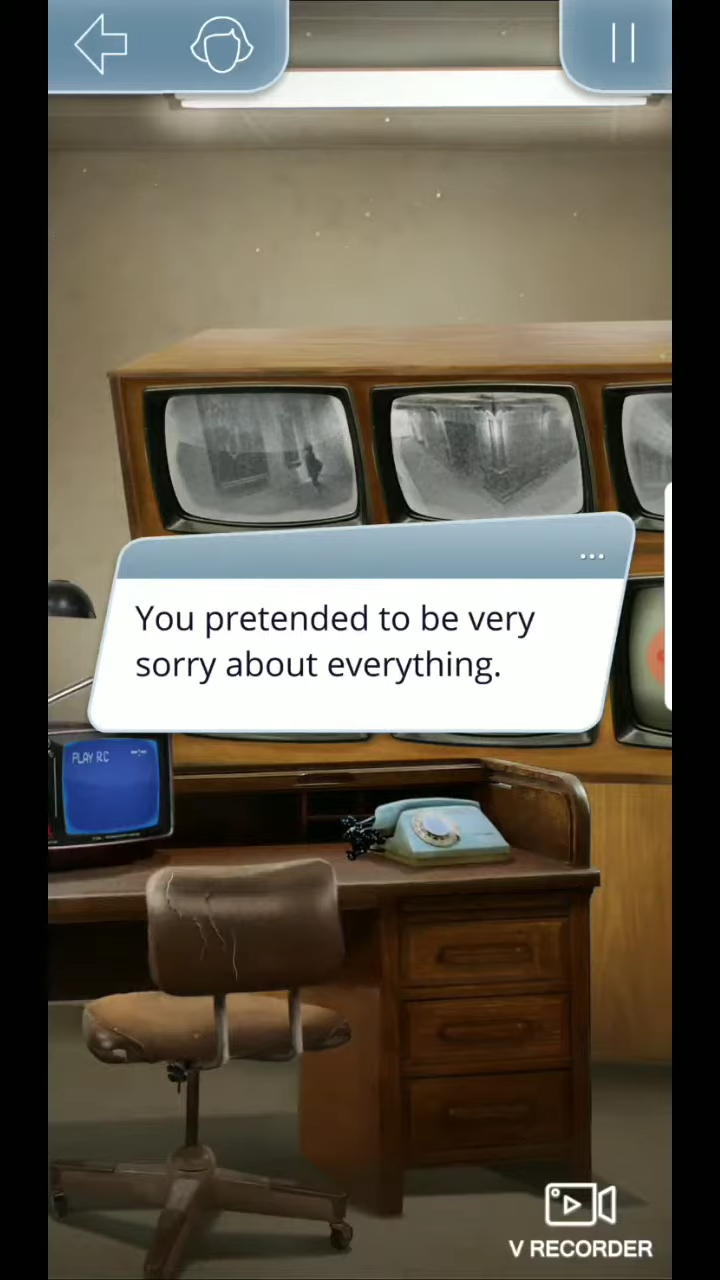 ...
You pretended to be very
sorry about everything.
PLAY RC
V RECORDER